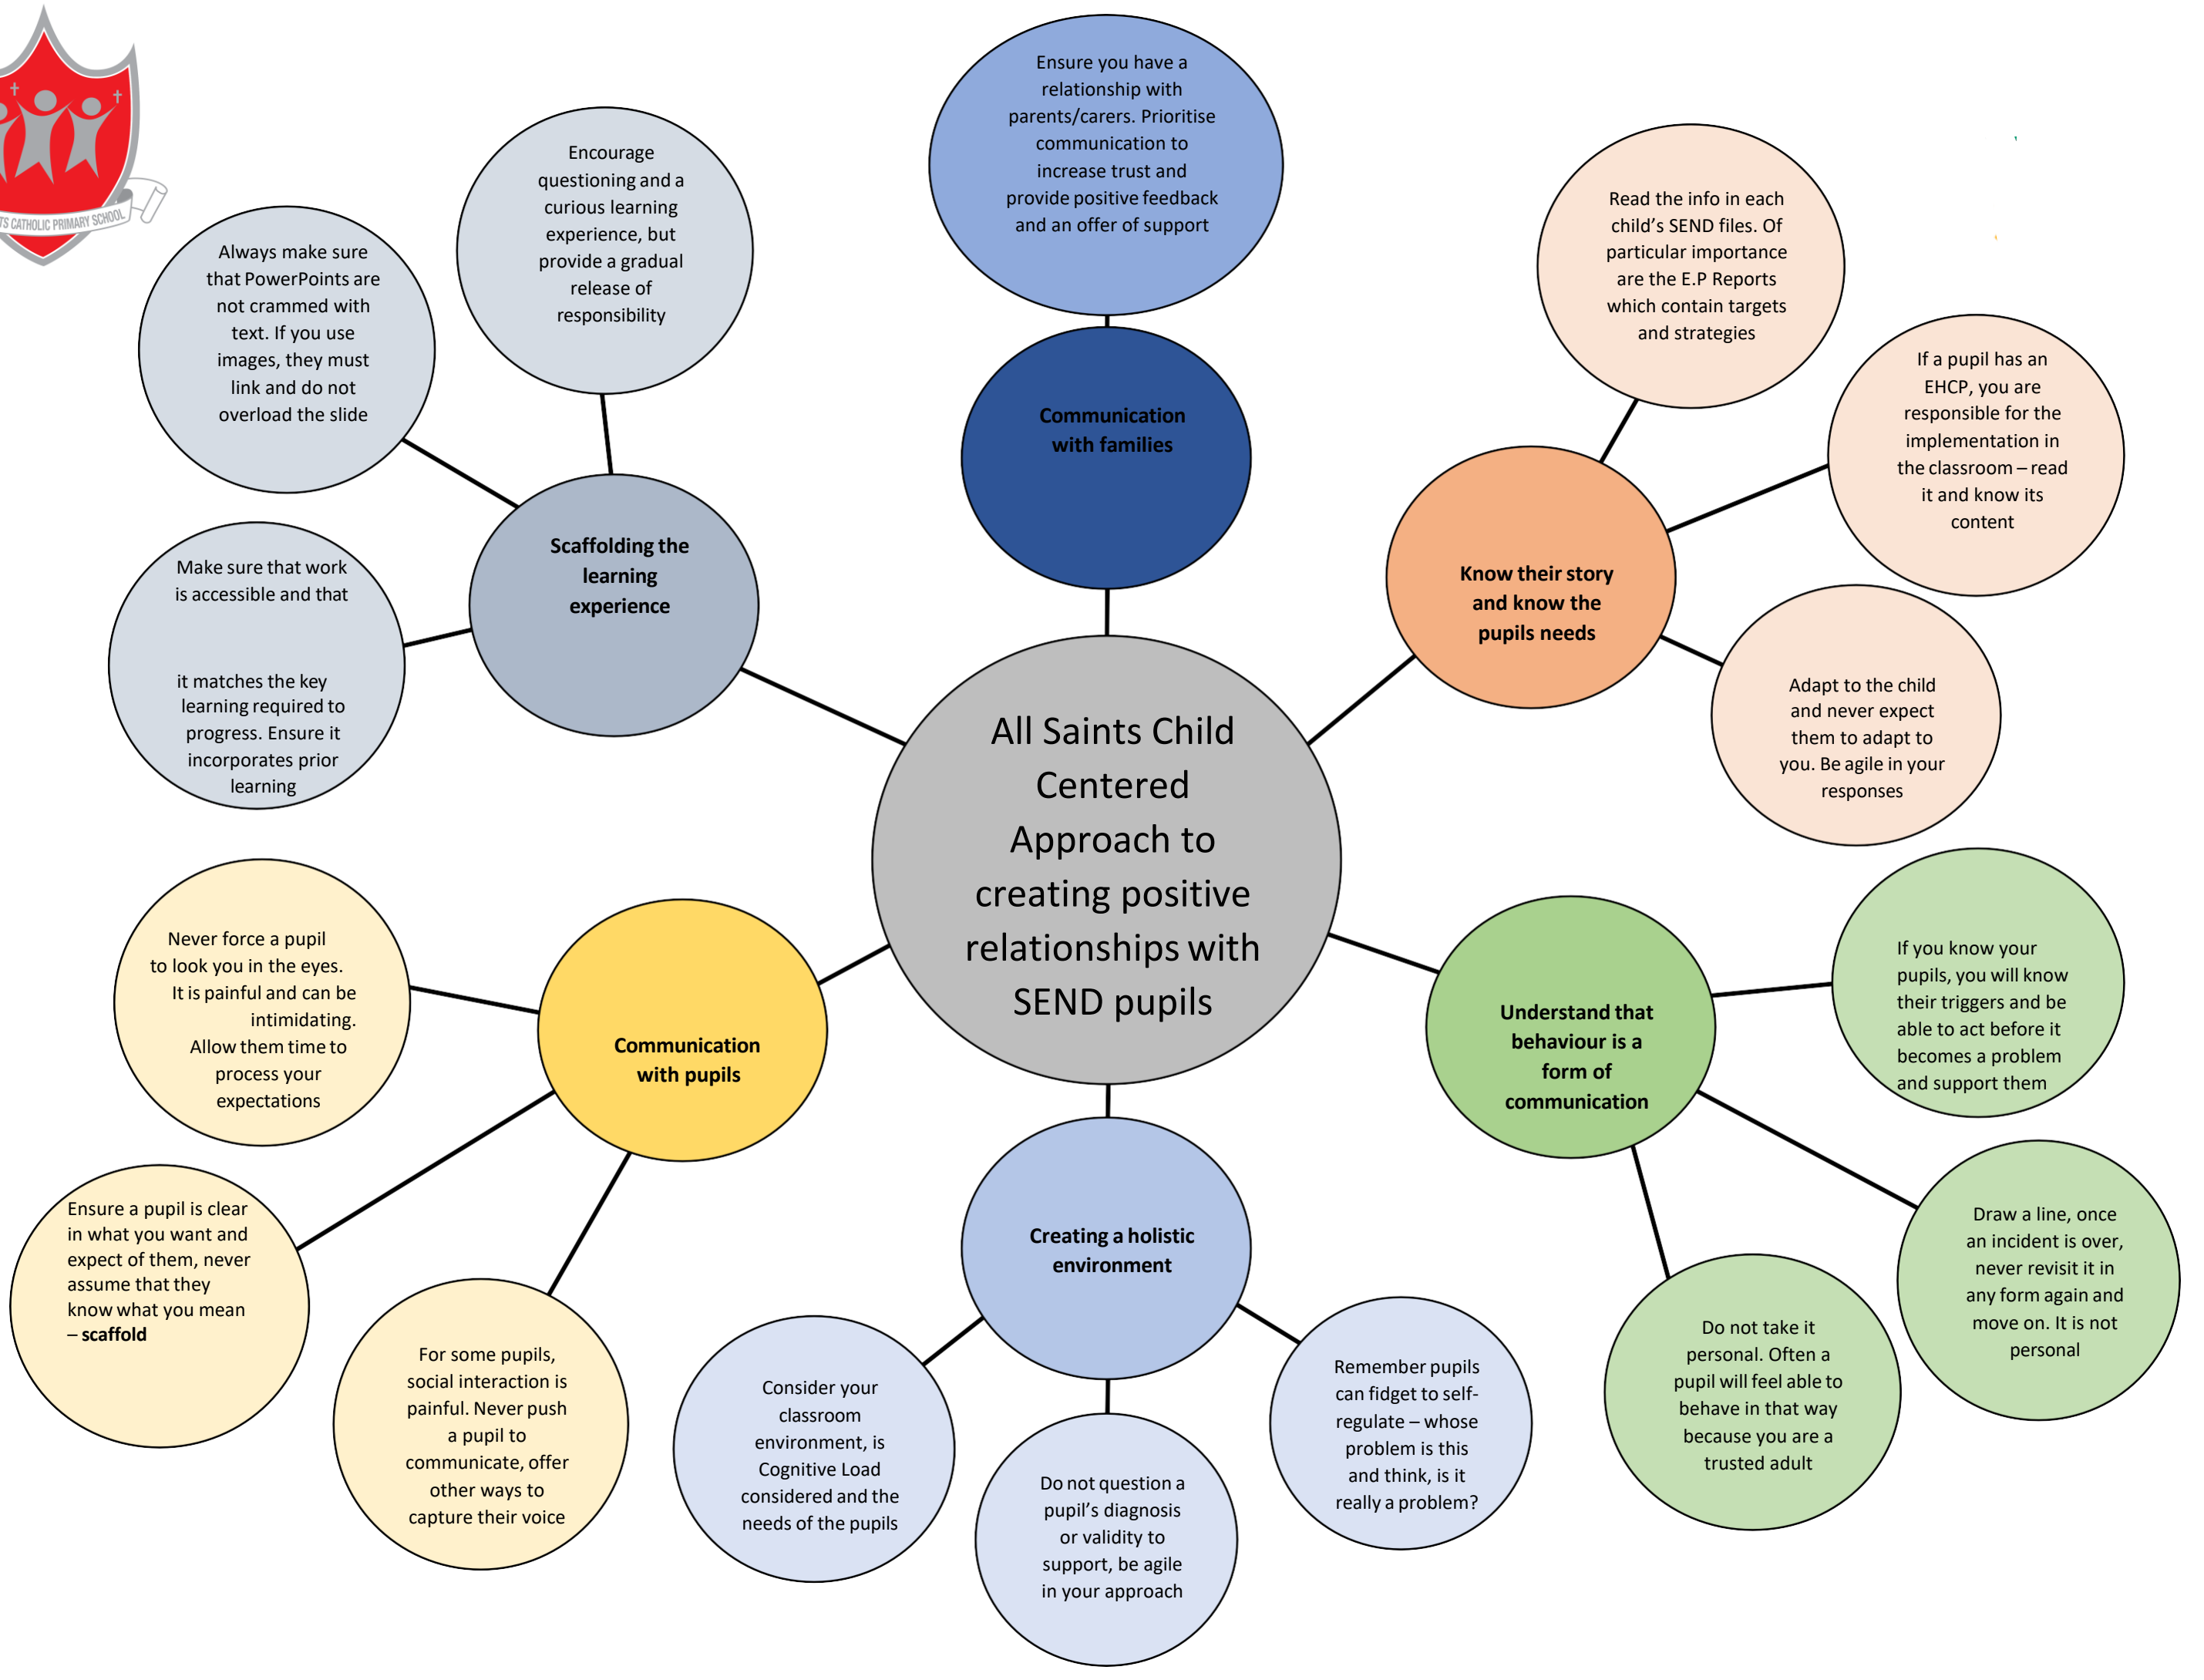 TS CATHOLIC PRIMARY SCHOOL
Ensure you have a
relationship with
parents/carers. Prioritise
communication to
increase trust and
provide positive feedback
and an offer of support
Communication
with families
Encourage
questioning and a
curious learning
experience, but
provide a gradual
release of
responsibility
Always make sure
that PowerPoints are
not crammed with
text. If you use
images, they must
link and do not
overload the slide
Make sure that work
is accessible and that
it matches the key
learning required to
progress. Ensure it
incorporates prior
learning
Scaffolding the
learning
experience
Read the info in each
child’s SEND files. Of
particular importance
are the E.P Reports
which contain targets
and strategies
If a pupil has an
EHCP, you are
responsible for the
implementation in
the classroom – read
it and know its
content
Know their story
and know the
pupils needs
Adapt to the child
and never expect
them to adapt to
you. Be agile in your
responses
All Saints Child
Centered
Approach to
creating positive
relationships with
SEND pupils
Never force a pupil
to look you in the eyes.
It is painful and can be
intimidating.
Allow them time to
process your
expectations
Communication
with pupils
Ensure a pupil is clear
in what you want and
expect of them, never
assume that they
know what you mean
– scaffold
For some pupils,
social interaction is
painful. Never push
a pupil to
communicate, offer
other ways to
capture their voice
Creating a holistic
environment
Consider your
classroom
environment, is
Cognitive Load
considered and the
needs of the pupils
Do not question a
pupil’s diagnosis
or validity to
support, be agile
in your approach
Remember pupils
can fidget to self-
regulate – whose
problem is this
and think, is it
really a problem?
Understand that
behaviour is a
form of
communication
If you know your
pupils, you will know
their triggers and be
able to act before it
becomes a problem
and support them
Draw a line, once
an incident is over,
never revisit it in
any form again and
move on. It is not
personal
Do not take it
personal. Often a
pupil will feel able to
behave in that way
because you are a
trusted adult